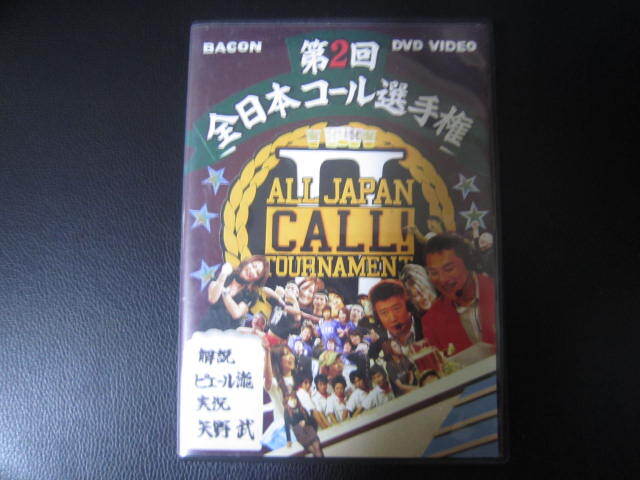 BACON
DVD VIDEO
第2回
全日本コール選手権
II
ALL JAPAN
CALL!
TOURNAMENT
解説
ピエール瀧
実況
矢野武